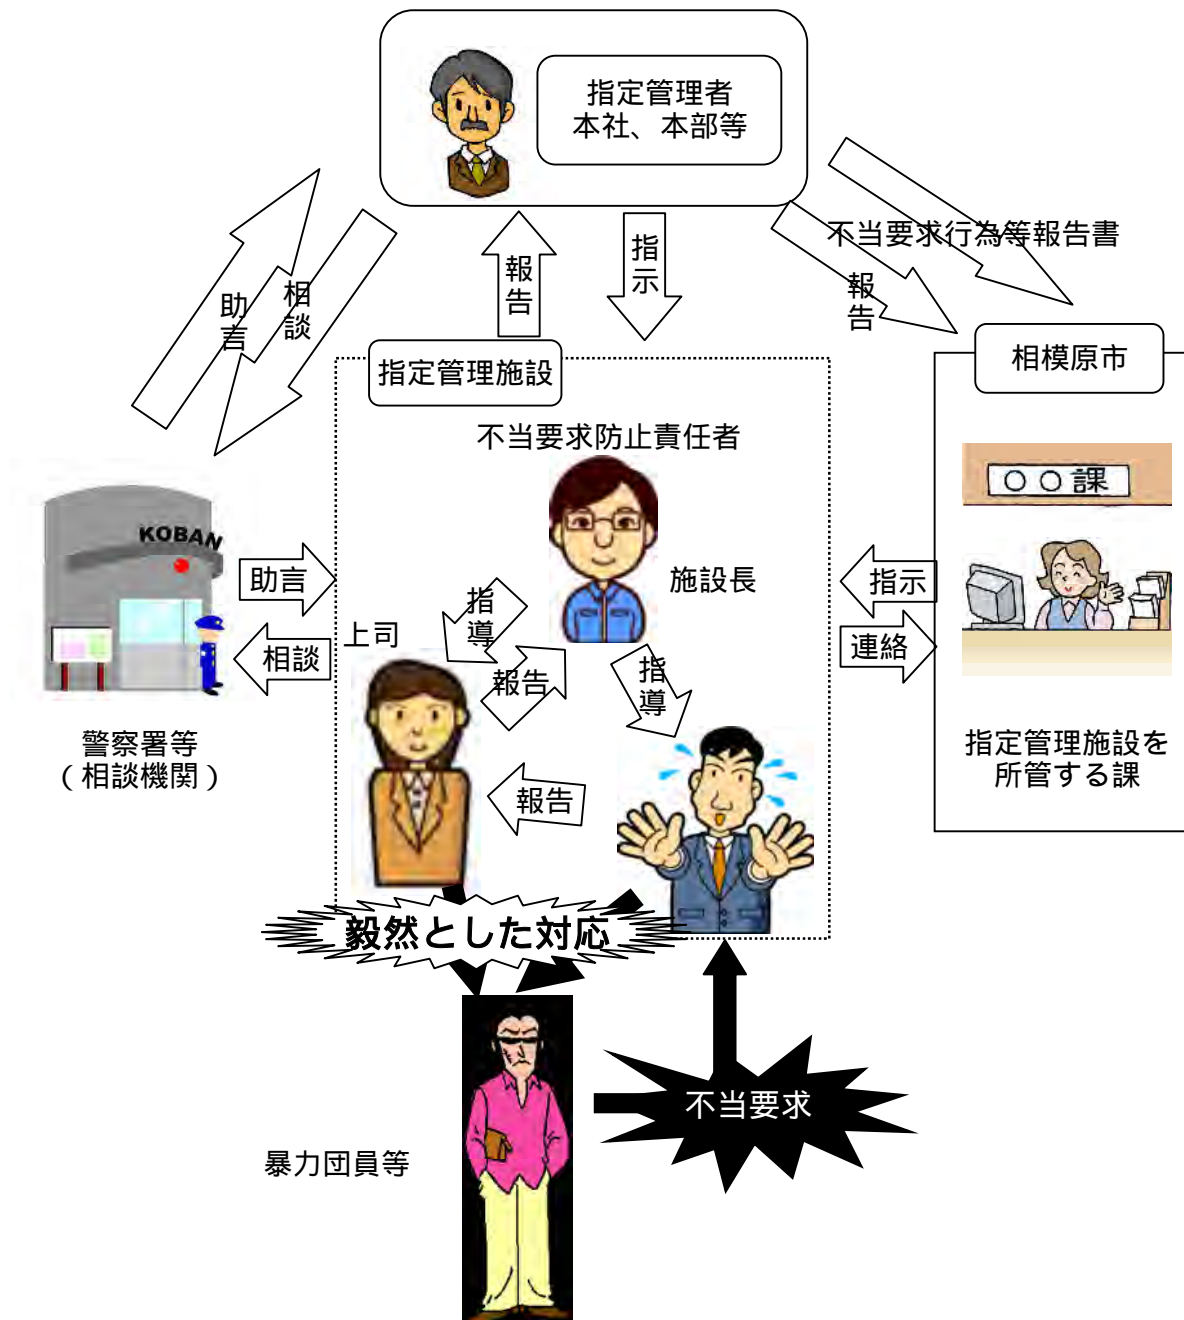 指定管理者
本社、本部等
不当要求行為等報告書
報告
報告
指示
助言
相談
指定管理施設
相模原市
不当要求防止責任者
○○課
KOBAN
助言
相談
施設長
指示
連絡
指導
上司
報告
指導
報告
警察署等
（相談機関）
指定管理施設を
所管する課
毅然とした対応
不当要求
暴力団員等